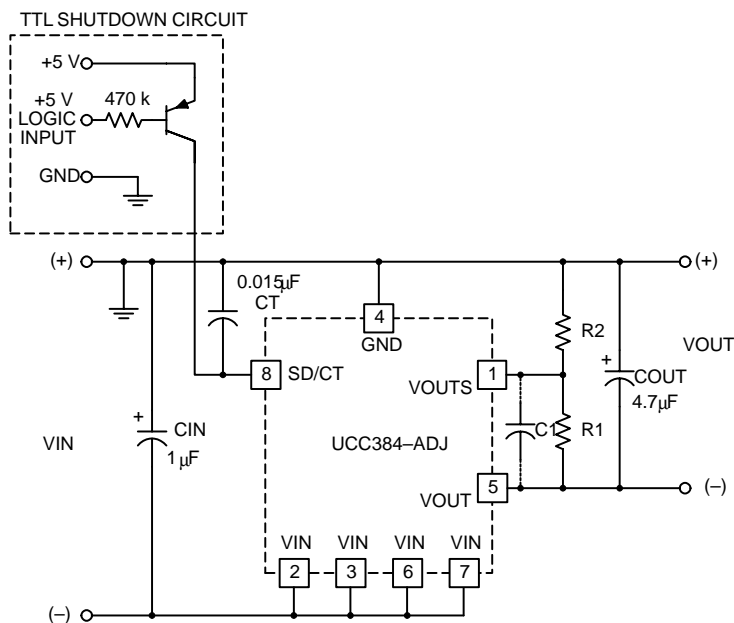 TTL SHUTDOWN CIRCUIT
+5 V
+5 V
LOGIC
INPUT
470 k
GND
(+)
(+)
0.015µF
CT
4
GND
R2
8
SD/CT
1
VOUTS
VOUT
+
COUT
4.7µF
+
CIN
1 µF
VIN
UCC384–ADJ
C1
R1
5
VOUT
(–)
VIN
VIN
VIN
VIN
2
3
6
7
(–)